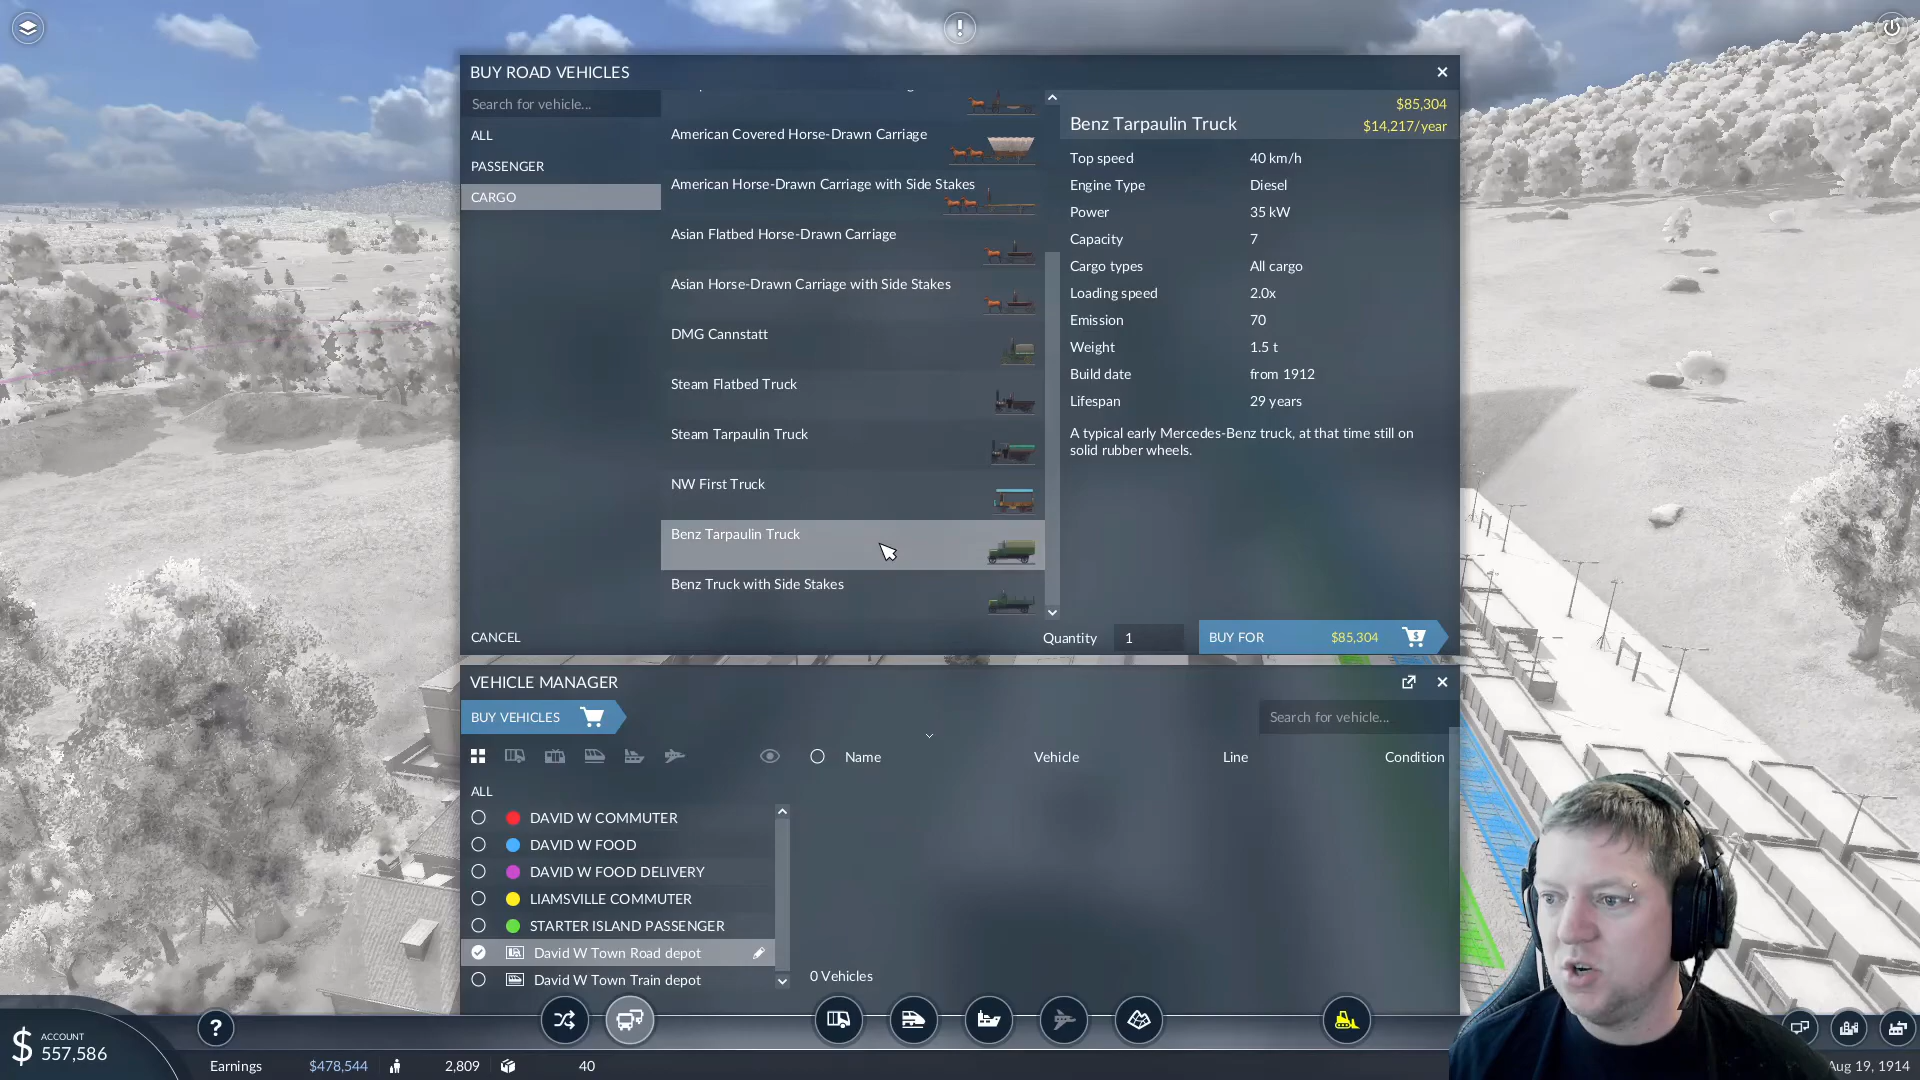 BUY ROAD VEHICLES
Search for vehicle...
ALL
PASSENGER
CARGO
American Covered Horse-Drawn Carriage
American Horse-Drawn Carriage with Side Stakes
Asian Flatbed Horse-Drawn Carriage
Asian Horse-Drawn Carriage with Side Stakes
DMG Cannstatt
Steam Flatbed Truck
Steam Tarpaulin Truck
NW First Truck
Benz Tarpaulin Truck
Benz Truck with Side Stakes
$85,304
Benz Tarpaulin Truck
$14,217/year
Top speed 40 km/h
Engine Type Diesel
Power 35 kW
Capacity 7
Cargo types All cargo
Loading speed 2.0x
Emission 70
Weight 1.5 t
Build date from 1912
Lifespan 29 years
A typical early Mercedes-Benz truck, at that time still on
solid rubber wheels.
CANCEL
Quantity 1
BUY FOR $85,304
VEHICLE MANAGER
BUY VEHICLES
Search for vehicle...
Name Vehicle Line Condition
ALL
DAVID W COMMUTER
DAVID W FOOD
DAVID W FOOD DELIVERY
LIAMSVILLE COMMUTER
STARTER ISLAND PASSENGER
David W Town Road depot
David W Town Train depot
0 Vehicles
?
$ ACCOUNT
557,586
Earnings $478,544 2,809 40
Aug 19, 1914